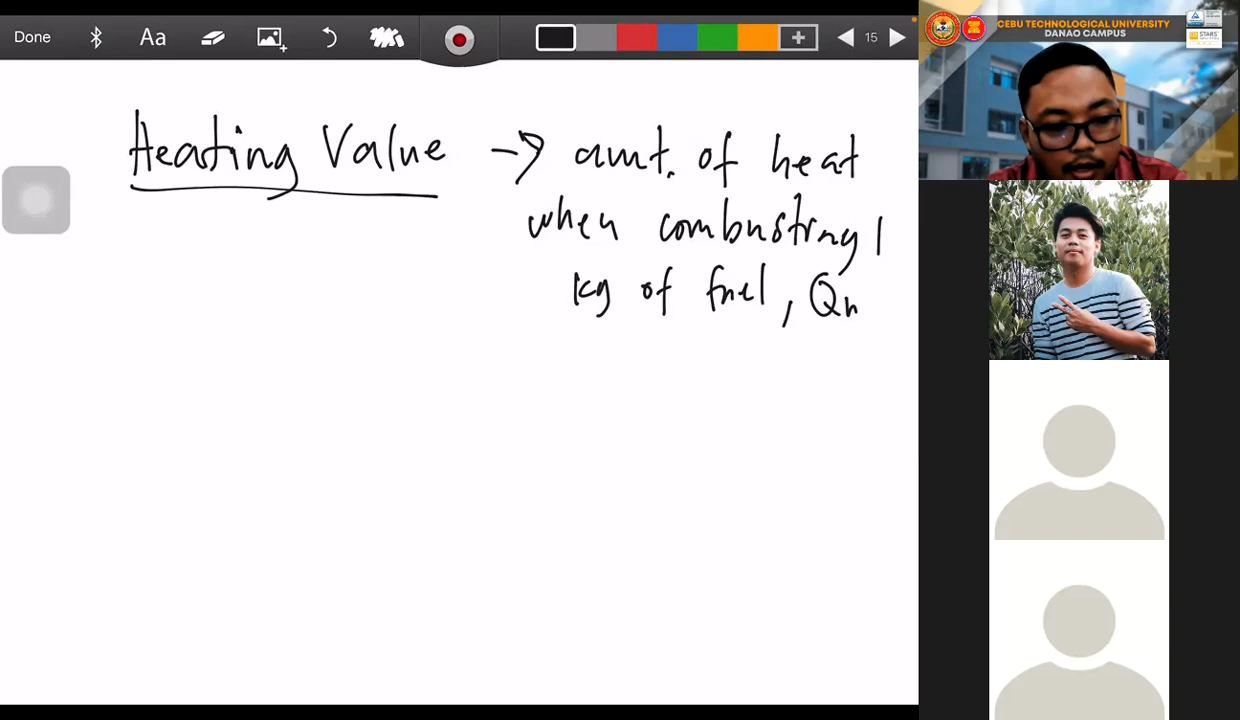 Done
Aa
15
CEBU TECHNOLOGICAL UNIVERSITY
DANAO CAMPUS
STARS
Heating Value → amt. of heat
when combusting 1
kg of fuel, Qh